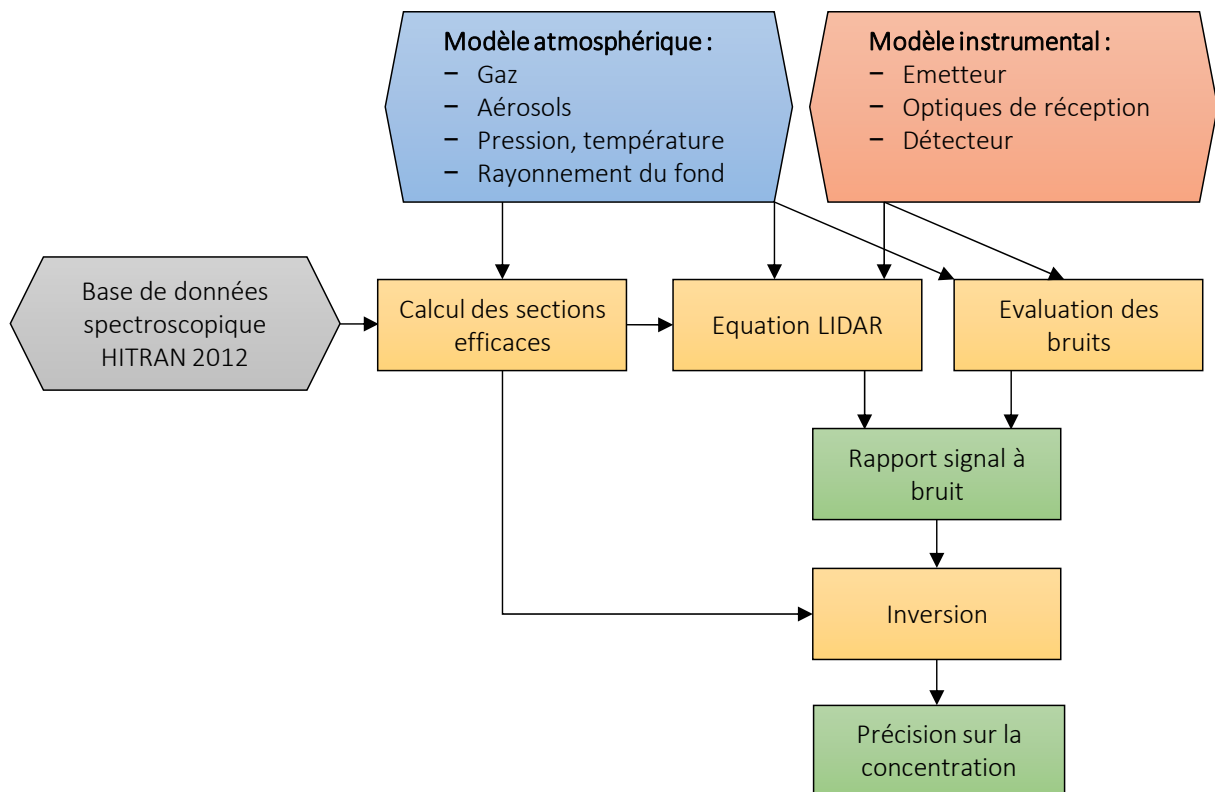 Modèle atmosphérique :
− Gaz
− Aérosols
− Pression, température
− Rayonnement du fond
Modèle instrumental :
− Emetteur
− Optiques de réception
− Détecteur
Base de données
spectroscopique
HITRAN 2012
Calcul des sections
efficaces
Equation LIDAR
Evaluation des
bruits
Rapport signal à
bruit
Inversion
Précision sur la
concentration